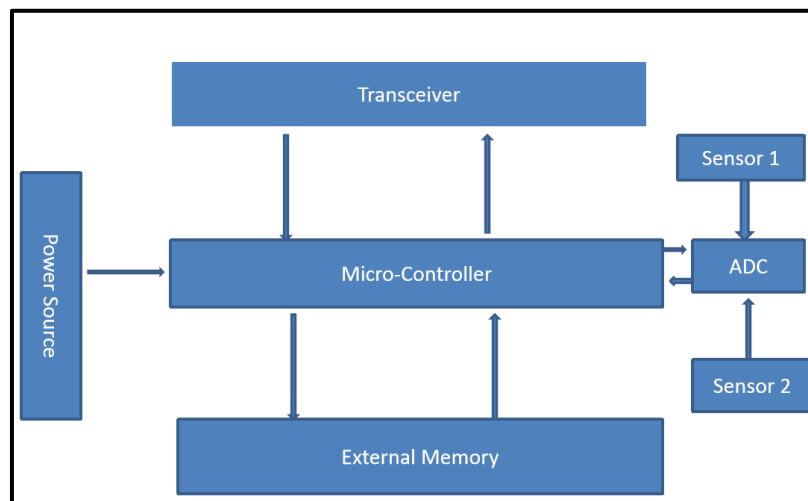 Transceiver
Sensor 1
Power Source
Micro-Controller
ADC
Sensor 2
External Memory